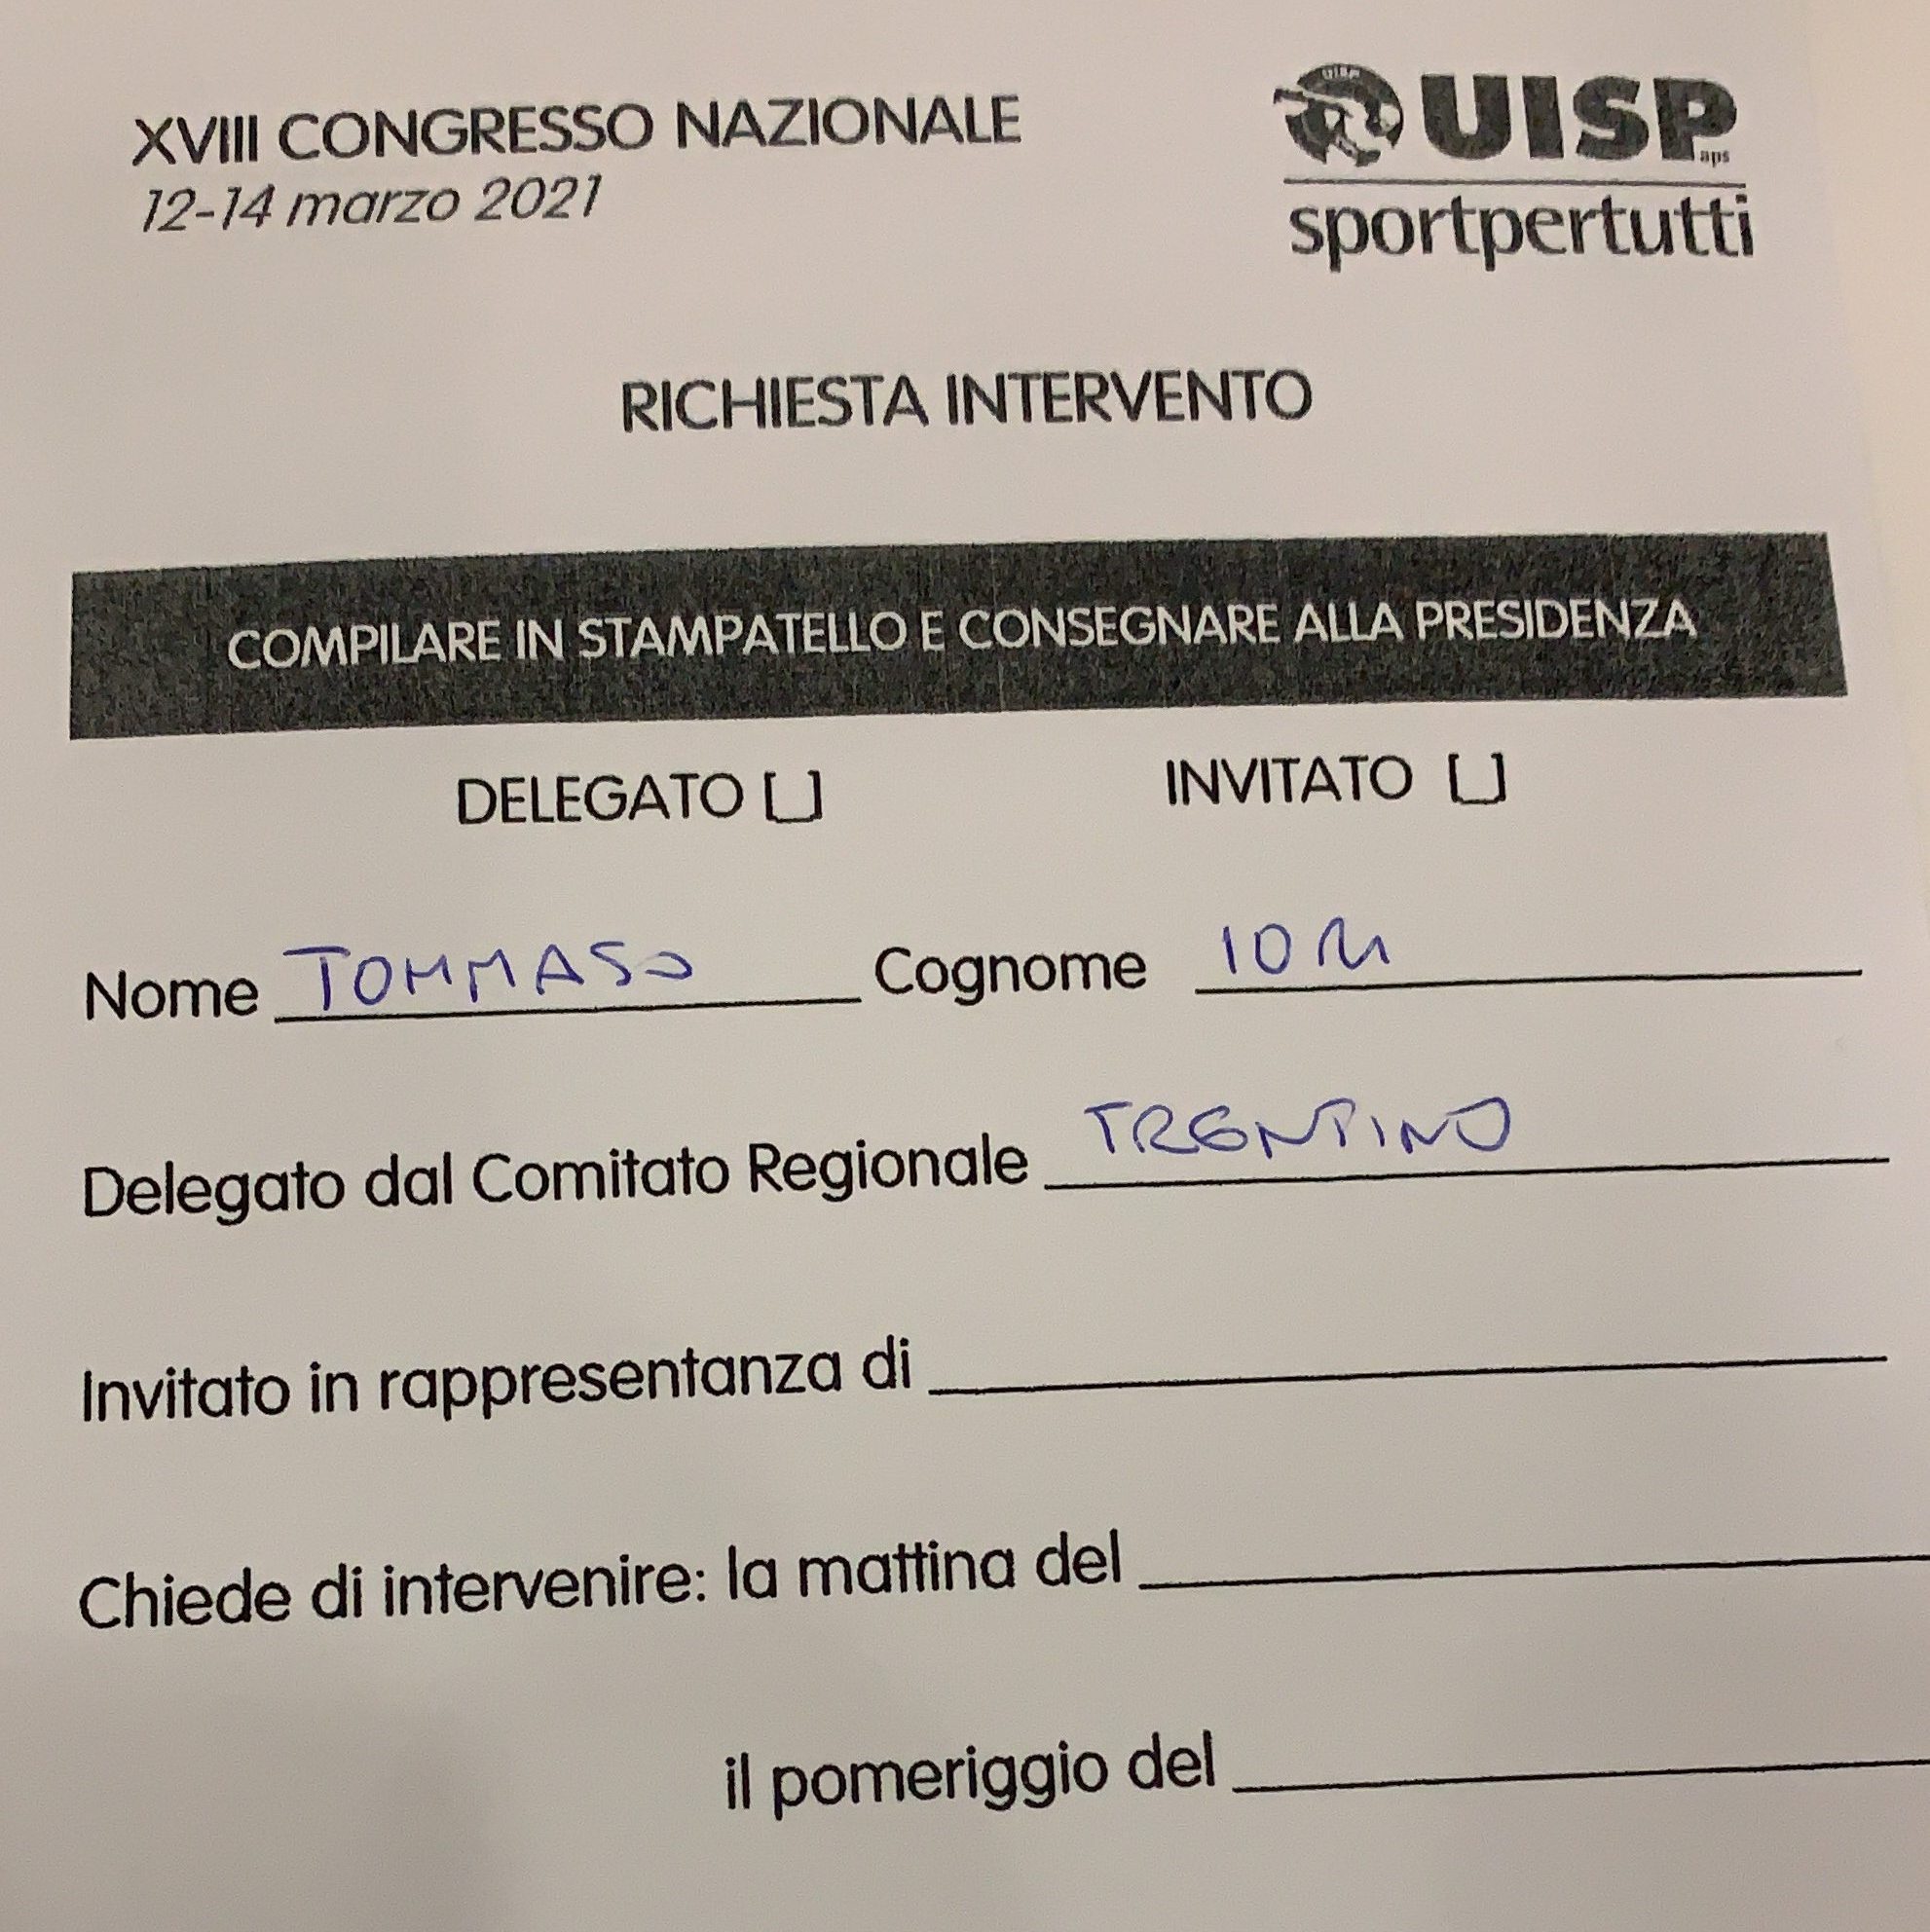 XVIII CONGRESSO NAZIONALE
12-14 marzo 2021
UISP aps
sportpertutti
RICHIESTA INTERVENTO
COMPILARE IN STAMPATELLO E CONSEGNARE ALLA PRESIDENZA
DELEGATO [ ] INVITATO [ ]
Nome TOMMASO Cognome IORI
Delegato dal Comitato Regionale TRENTINO
Invitato in rappresentanza di
Chiede di intervenire: la mattina del
il pomeriggio del